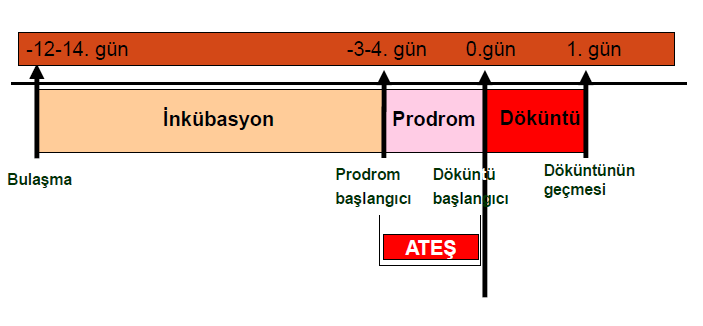 -12-14. gün -3-4. gün 0.gün 1. gün
İnkübasyon Prodrom Döküntü
Bulaşma
Prodrom
başlangıcı
Döküntü
başlangıcı
Döküntünün
geçmesi
ATEŞ